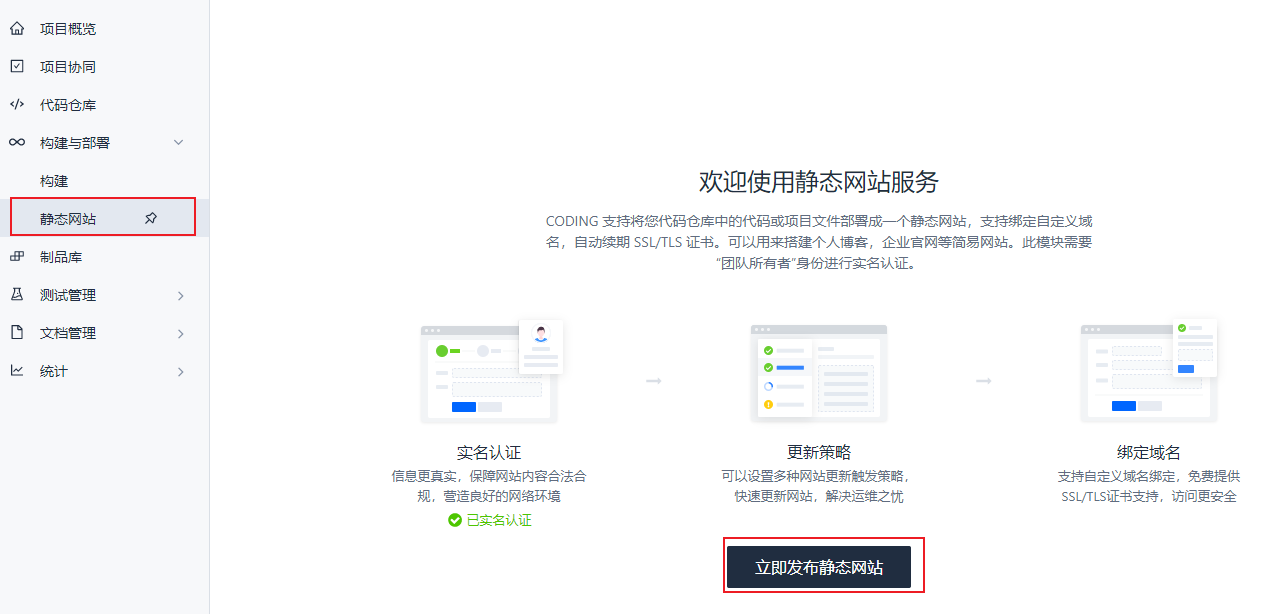 项目概览
项目协同
代码仓库
构建与部署
构建
静态网站
制品库
测试管理
文档管理
统计
欢迎使用静态网站服务
CODING 支持将您代码仓库中的代码或项目文件部署成一个静态网站，支持绑定自定义域
名，自动续期 SSL/TLS 证书。可以用来搭建个人博客，企业官网等简易网站。此模块需要
“团队所有者”身份进行实名认证。
实名认证
信息更真实，保障网站内容合法合
规，营造良好的网络环境
已实名认证
更新策略
可以设置多种网站更新触发策略，
快速更新网站，解决运维之忧
绑定域名
支持自定义域名绑定，免费提供
SSL/TLS证书支持，访问更安全
立即发布静态网站